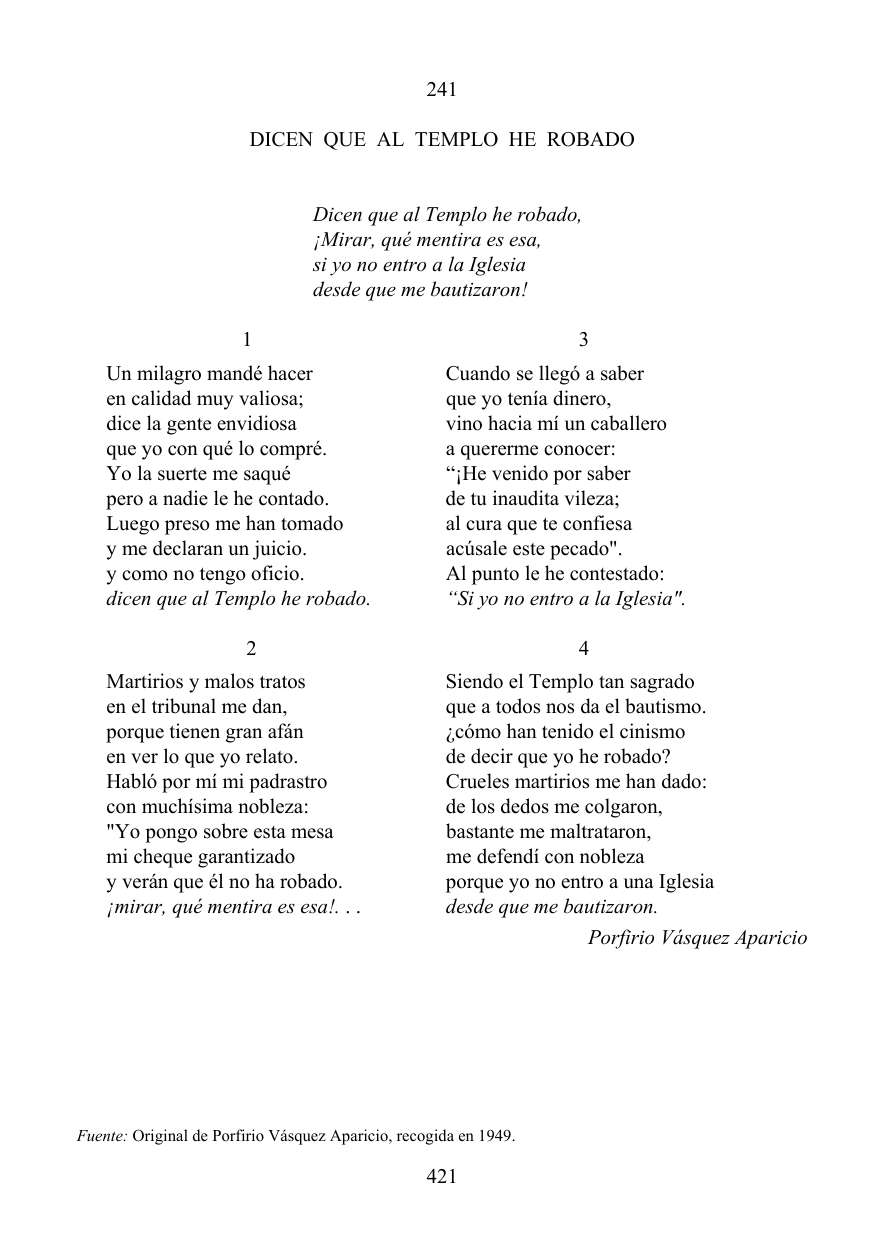 241
DICEN QUE AL TEMPLO HE ROBADO
Dicen que al Templo he robado,
¡Mirar, qué mentira es esa,
si yo no entro a la Iglesia
desde que me bautizaron!
1
Un milagro mandé hacer
en calidad muy valiosa;
dice la gente envidiosa
que yo con qué lo compré.
Yo la suerte me saqué
pero a nadie le he contado.
Luego preso me han tomado
y me declaran un juicio.
y como no tengo oficio.
dicen que al Templo he robado.
2
Martirios y malos tratos
en el tribunal me dan,
porque tienen gran afán
en ver lo que yo relato.
Habló por mí mi padrastro
con muchísima nobleza:
"Yo pongo sobre esta mesa
mi cheque garantizado
y verán que él no ha robado.
¡mirar, qué mentira es esa!. . .
3
Cuando se llegó a saber
que yo tenía dinero,
vino hacia mí un caballero
a quererme conocer:
“¡He venido por saber
de tu inaudita vileza;
al cura que te confiesa
acúsale este pecado".
Al punto le he contestado:
“Si yo no entro a la Iglesia".
4
Siendo el Templo tan sagrado
que a todos nos da el bautismo.
¿cómo han tenido el cinismo
de decir que yo he robado?
Crueles martirios me han dado:
de los dedos me colgaron,
bastante me maltrataron,
me defendí con nobleza
porque yo no entro a una Iglesia
desde que me bautizaron.
Porfirio Vásquez Aparicio
Fuente: Original de Porfirio Vásquez Aparicio, recogida en 1949.
421